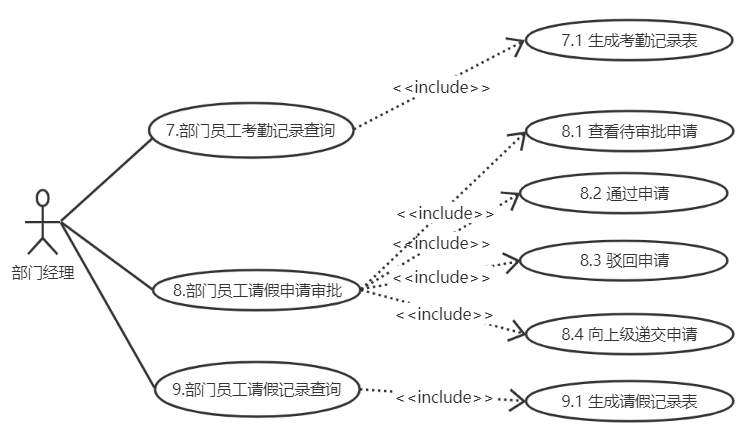 7.1 生成考勤记录表
<<include>>
7.部门员工考勤记录查询
8.1 查看待审批申请
8.2 通过申请
<<include>>
<<include>>
8.3 驳回申请
部门经理
<<include>>
8.部门员工请假申请审批
<<include>>
8.4 向上级递交申请
9.部门员工请假记录查询
<<include>>
9.1 生成请假记录表